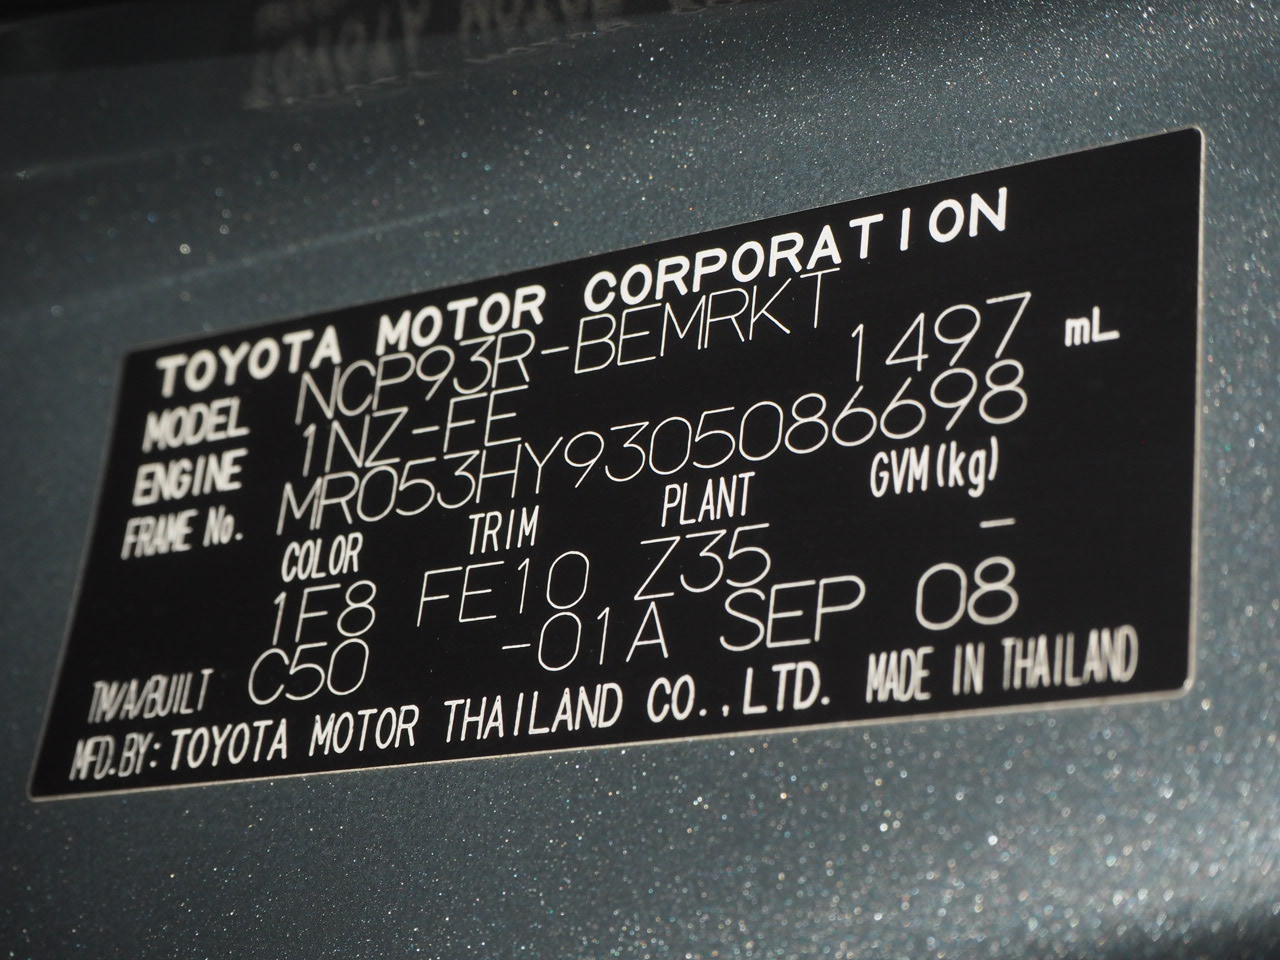 TOYOTA MOTOR CORPORATION
MODEL NCP93R-BEMRKT
ENGINE 1NZ-FE 1497 mL
FRAME No. MR053HY9305086698
COLOR TRIM PLANT GVM(kg)
1F8 FE10 Z35 —
TM/A/BUILT C50 -01A SEP 08
MFD.BY: TOYOTA MOTOR THAILAND CO.,LTD. MADE IN THAILAND